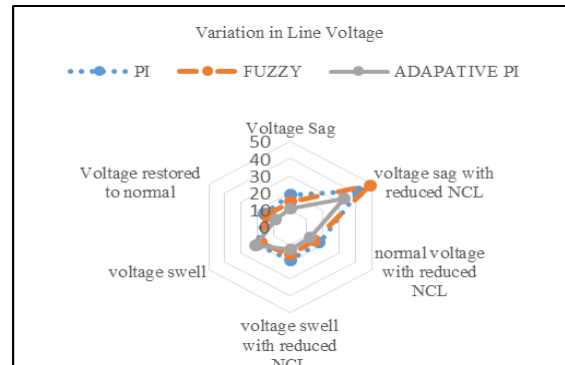 Variation in Line Voltage
PI
FUZZY
ADAPATIVE PI
Voltage Sag
50
40
30
20
10
0
voltage sag with
reduced NCL
normal voltage
with reduced
NCL
voltage swell
with reduced
NCL
voltage swell
Voltage restored
to normal